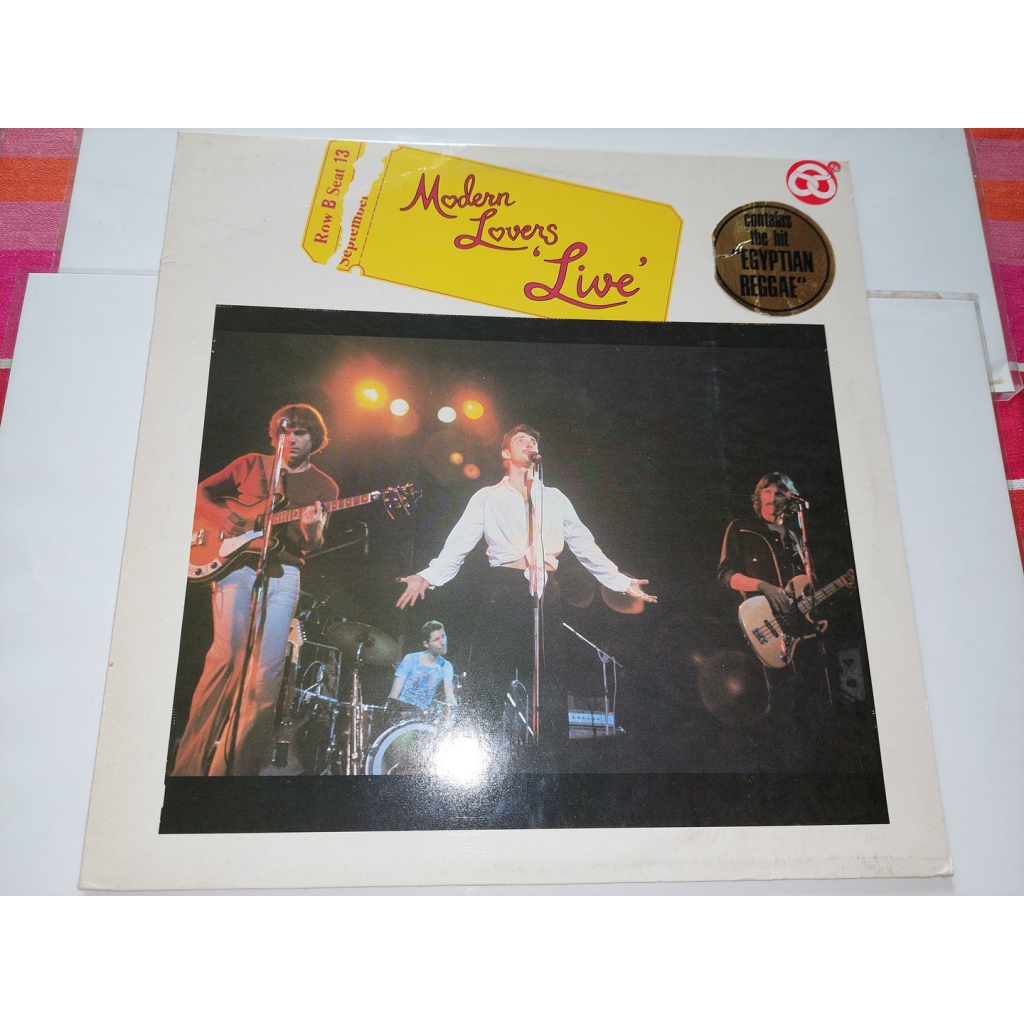 Row B Seat 13
September
Modern
Lovers
'Live'
contains
the hit
"EGYPTIAN
REGGAE"